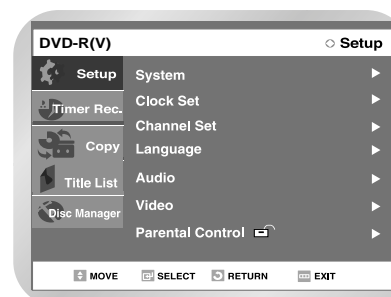 DVD-R(V) Setup
Setup System
Clock Set
Timer Rec.
Channel Set
Copy Language
Title List Audio
Disc Manager Video
Parental Control
MOVE SELECT RETURN EXIT